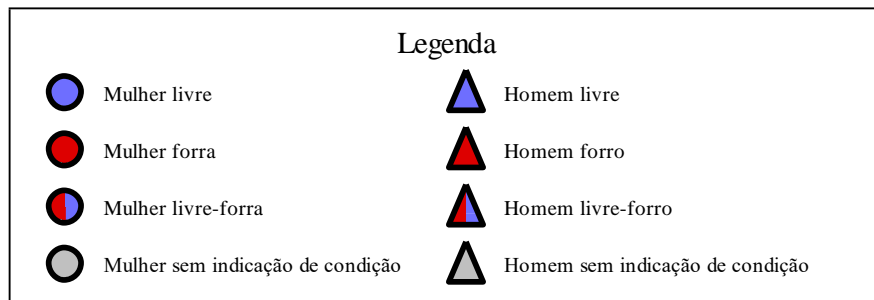 Legenda
Mulher livre
Homem livre
Mulher forra
Homem forro
Mulher livre-forra
Homem livre-forro
Mulher sem indicação de condição
Homem sem indicação de condição